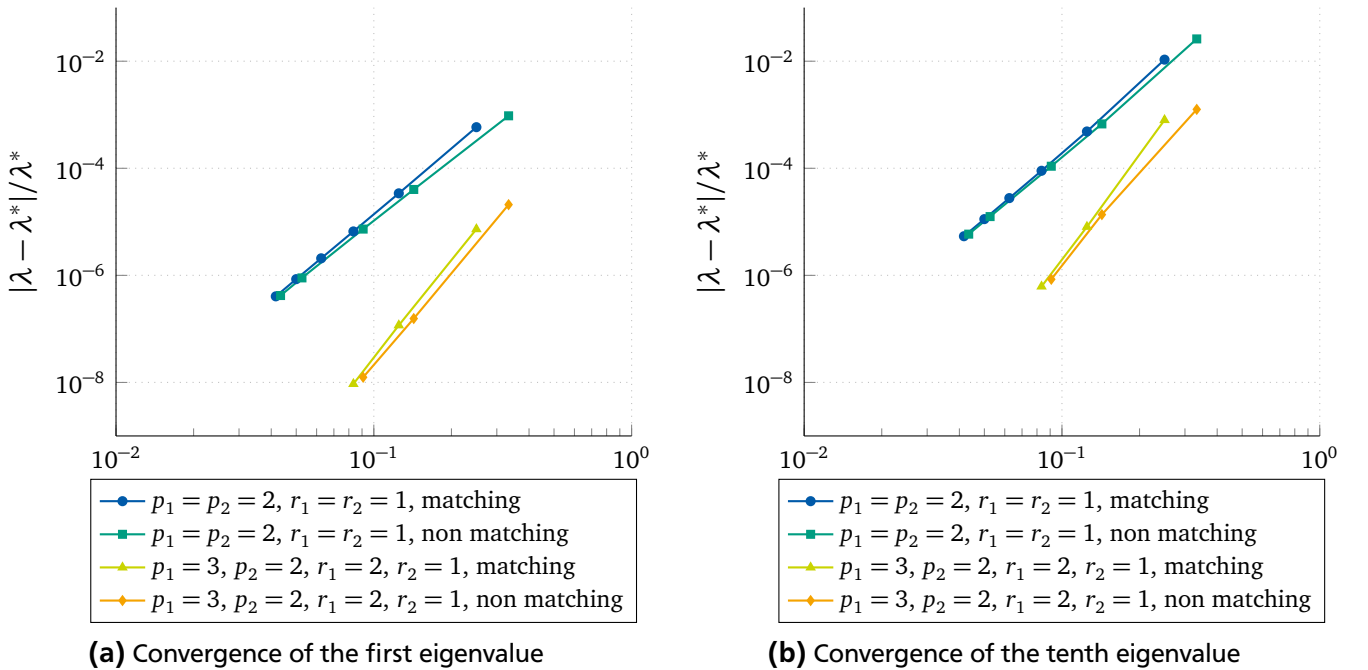 10⁻²
10⁻⁴
10⁻⁶
10⁻⁸
|λ − λ*|/λ*
10⁻² 10⁻¹ 10⁰
p₁ = p₂ = 2, r₁ = r₂ = 1, matching
p₁ = p₂ = 2, r₁ = r₂ = 1, non matching
p₁ = 3, p₂ = 2, r₁ = 2, r₂ = 1, matching
p₁ = 3, p₂ = 2, r₁ = 2, r₂ = 1, non matching
(a) Convergence of the first eigenvalue
10⁻²
10⁻⁴
10⁻⁶
10⁻⁸
|λ − λ*|/λ*
10⁻² 10⁻¹ 10⁰
p₁ = p₂ = 2, r₁ = r₂ = 1, matching
p₁ = p₂ = 2, r₁ = r₂ = 1, non matching
p₁ = 3, p₂ = 2, r₁ = 2, r₂ = 1, matching
p₁ = 3, p₂ = 2, r₁ = 2, r₂ = 1, non matching
(b) Convergence of the tenth eigenvalue